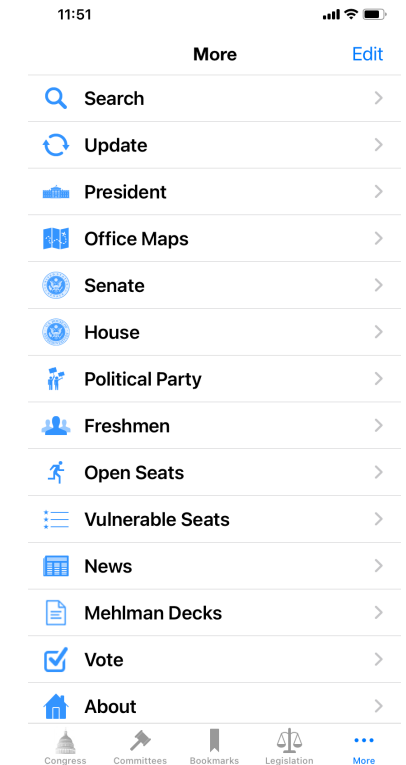 11:51
More Edit
Search
Update
President
Office Maps
Senate
House
Political Party
Freshmen
Open Seats
Vulnerable Seats
News
Mehlman Decks
Vote
About
Congress Committees Bookmarks Legislation More